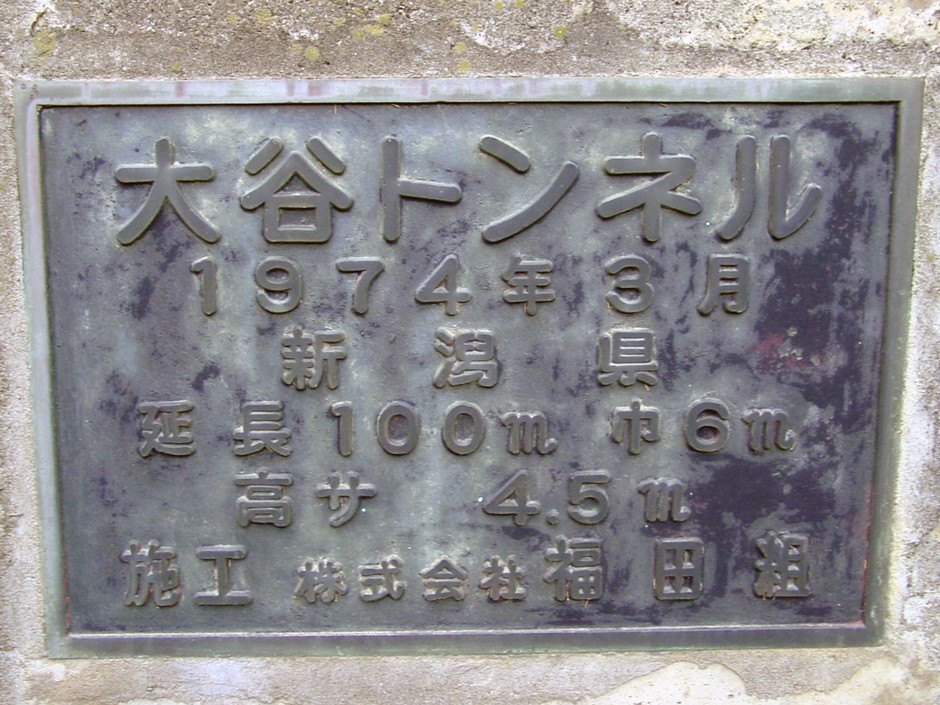 大谷トンネル
1974年3月
新潟県
延長100m 巾6m
高サ 4.5m
施工 株式会社 福田組